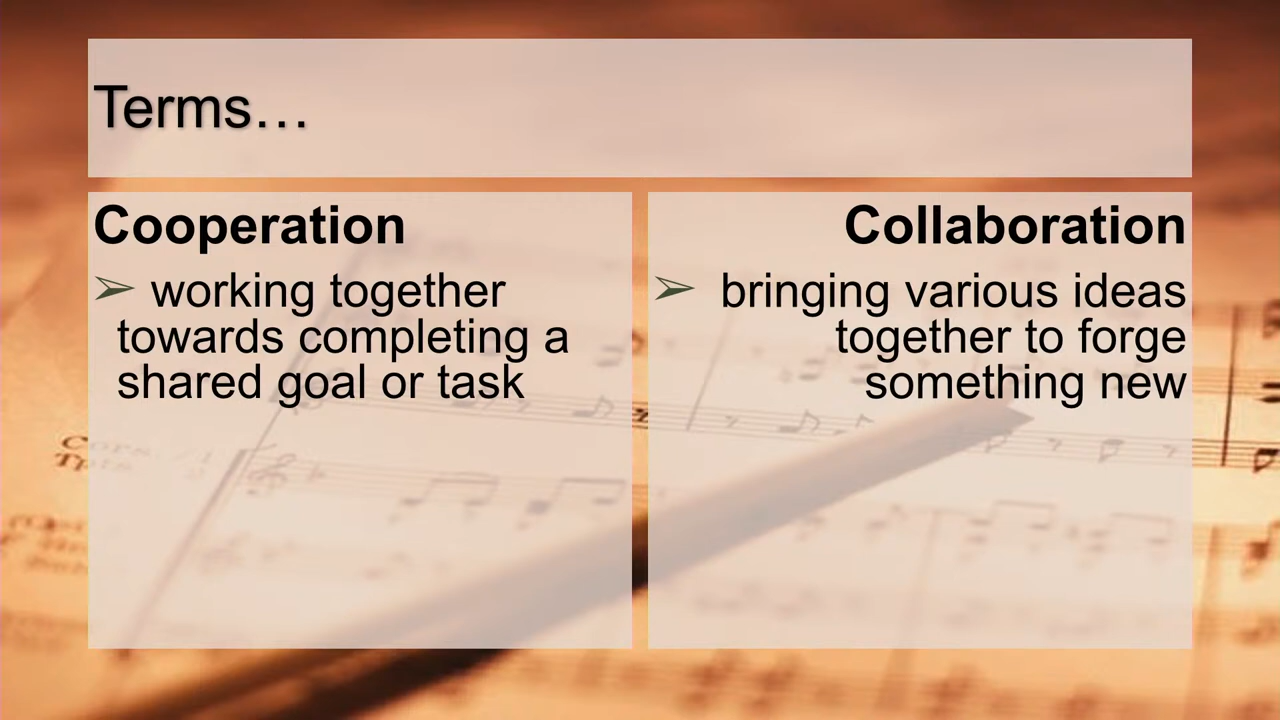 Terms…
Cooperation
➢ working together
towards completing a
shared goal or task
Collaboration
➢ bringing various ideas
together to forge
something new